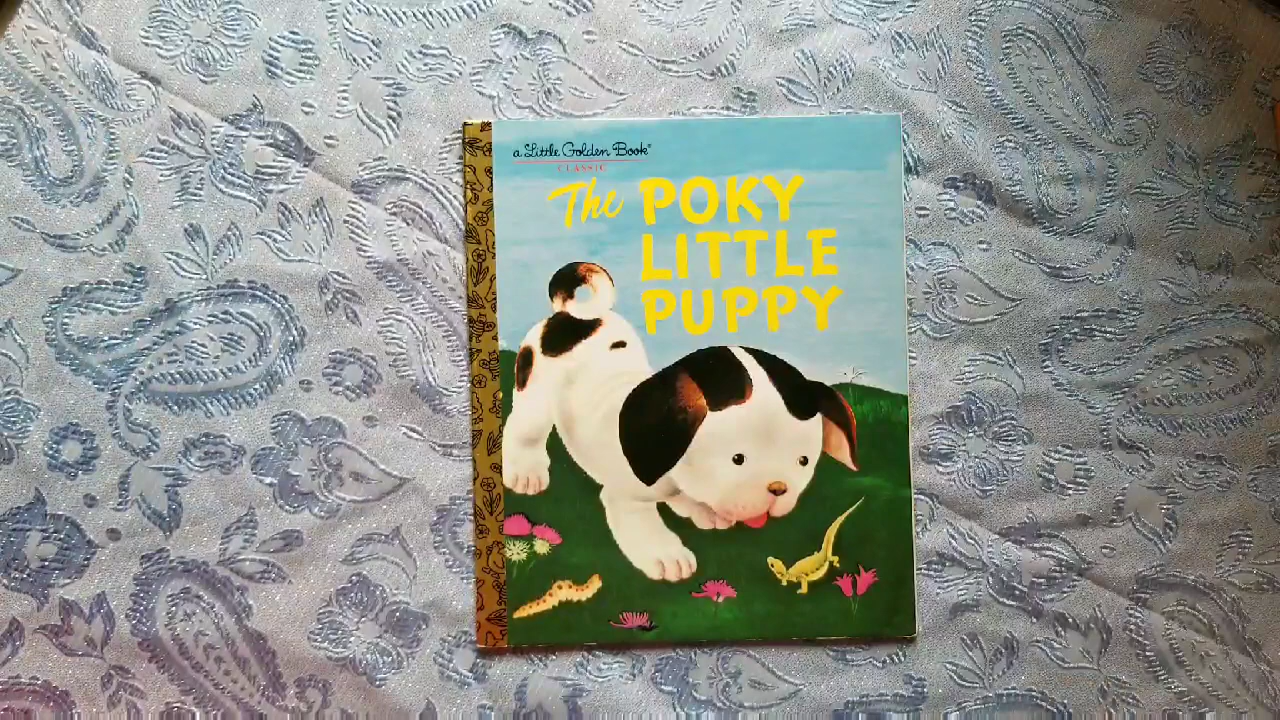 a Little Golden Book®
CLASSIC
The POKY
LITTLE
PUPPY